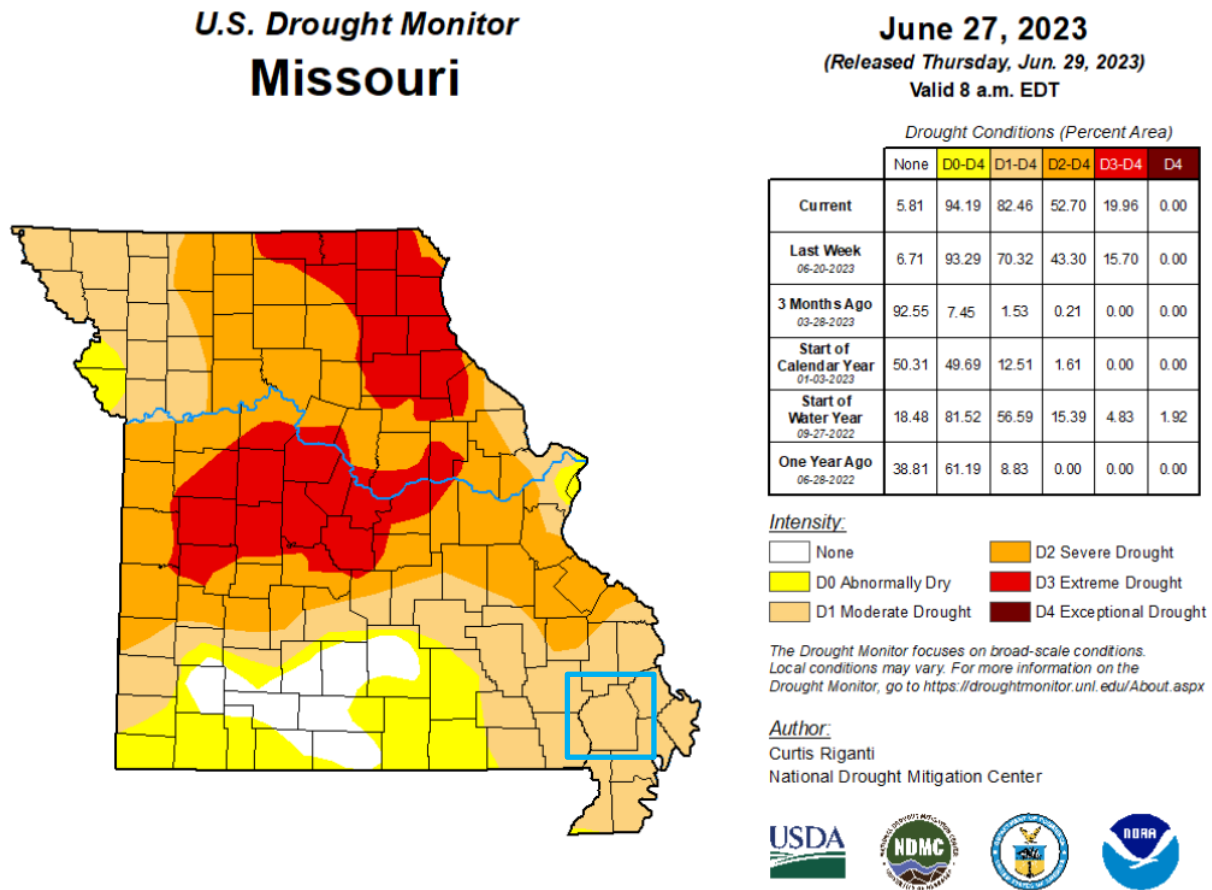 U.S. Drought Monitor
Missouri
June 27, 2023
(Released Thursday, Jun. 29, 2023)
Valid 8 a.m. EDT
Drought Conditions (Percent Area)
None D0-D4 D1-D4 D2-D4 D3-D4 D4
Current 5.81 94.19 82.46 52.70 19.96 0.00
Last Week
06-20-2023
6.71 93.29 70.32 43.30 15.70 0.00
3 Months Ago
03-28-2023
92.55 7.45 1.53 0.21 0.00 0.00
Start of
Calendar Year
01-03-2023
50.31 49.69 12.51 1.61 0.00 0.00
Start of
Water Year
09-27-2022
18.48 81.52 56.59 15.39 4.83 1.92
One Year Ago
06-28-2022
38.81 61.19 8.83 0.00 0.00 0.00
Intensity:
None
D0 Abnormally Dry
D1 Moderate Drought
D2 Severe Drought
D3 Extreme Drought
D4 Exceptional Drought
The Drought Monitor focuses on broad-scale conditions.
Local conditions may vary. For more information on the
Drought Monitor, go to https://droughtmonitor.unl.edu/About.aspx
Author:
Curtis Riganti
National Drought Mitigation Center
USDA
NDMC
NOAA